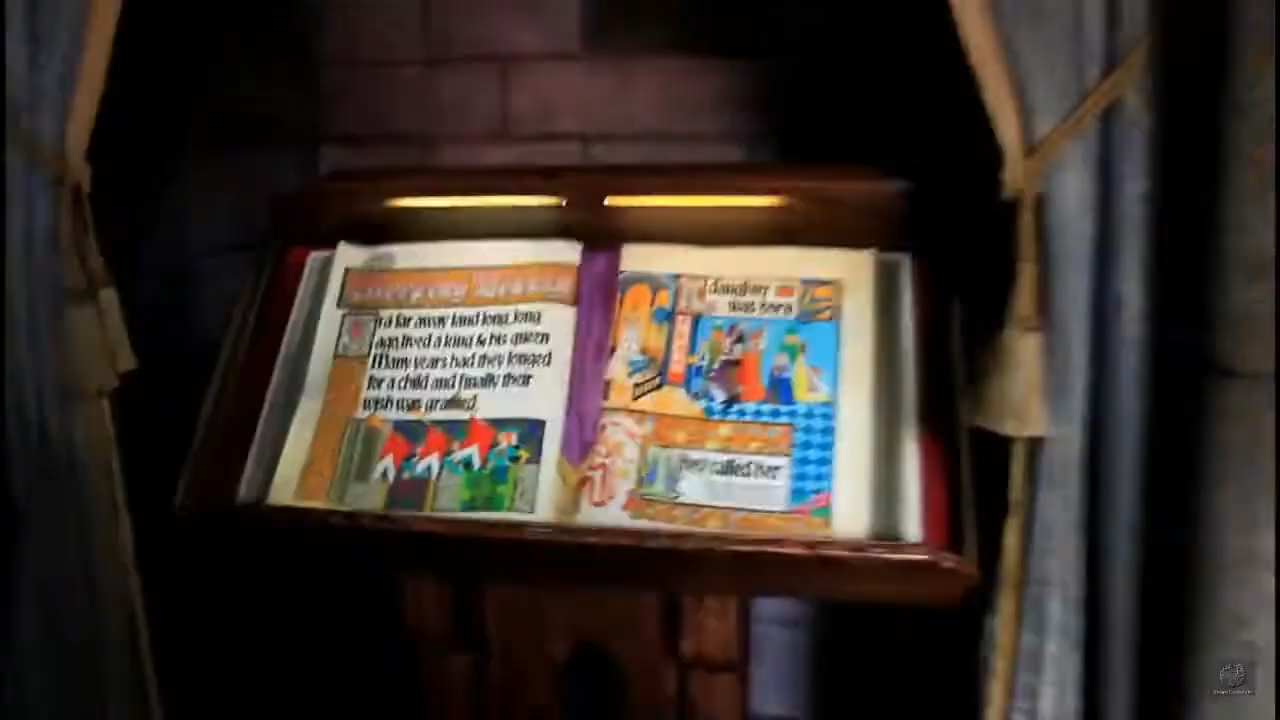 n a far away land long, long
ago, lived a king & his queen
Many years had they longed
for a child and finally their
wish was granted.
daughter
was born
they called her